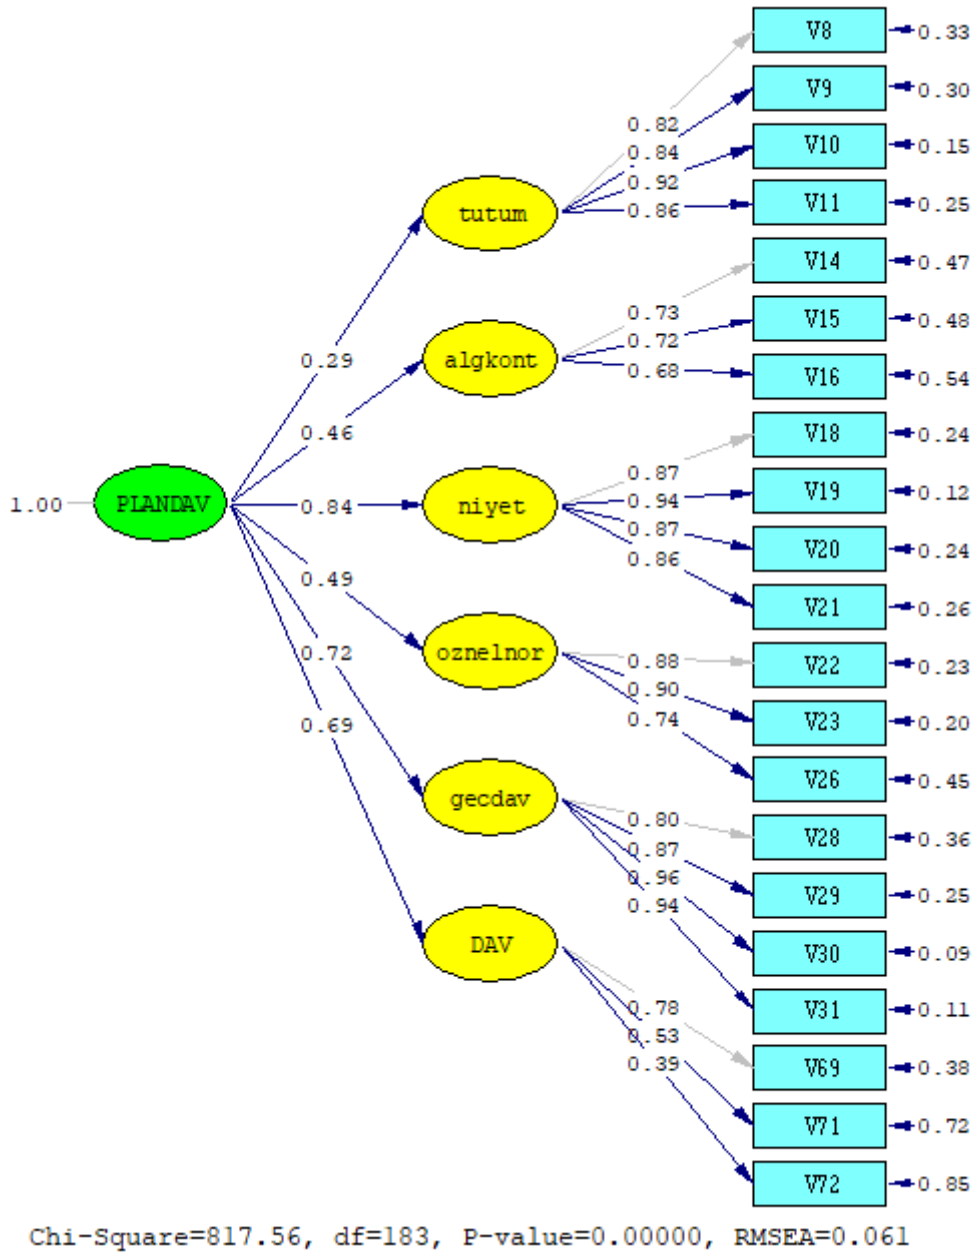 V8 0.33
V9 0.30
0.82
0.84
V10 0.15
0.92
tutum 0.86 V11 0.25
V14 0.47
0.73
V15 0.48
0.72
0.29 algkont 0.68 V16 0.54
0.46
V18 0.24
0.87
1.00 PLANDAV 0.84 niyet 0.94 V19 0.12
0.87
V20 0.24
0.86
0.49
V21 0.26
0.72 oznelnor 0.88 V22 0.23
0.90
0.74 V23 0.20
0.69
V26 0.45
gecdav
0.80
V28 0.36
0.87
0.96
V29 0.25
0.94
DAV V30 0.09
0.78 V31 0.11
0.53
0.39 V69 0.38
V71 0.72
V72 0.85
Chi-Square=817.56, df=183, P-value=0.00000, RMSEA=0.061